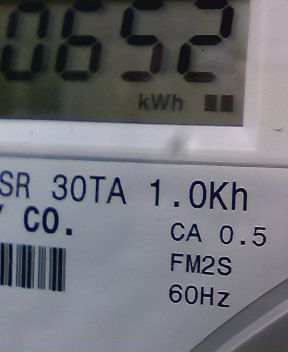 0652
kWh
SR 30TA 1.0Kh
Y CO.
CA 0.5
FM2S
60Hz